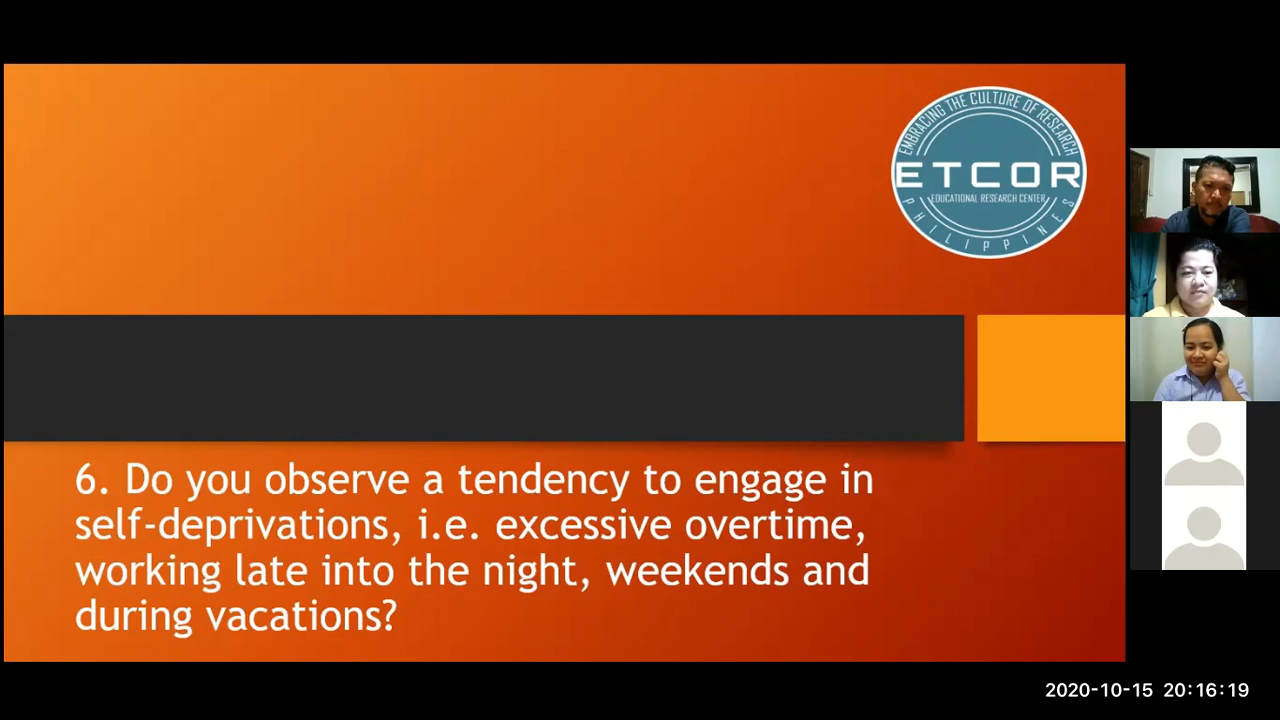 EMBRACING THE CULTURE OF RESEARCH
ETCOR
EDUCATIONAL RESEARCH CENTER
PHILIPPINES
6. Do you observe a tendency to engage in
self-deprivations, i.e. excessive overtime,
working late into the night, weekends and
during vacations?
2020-10-15 20:16:19